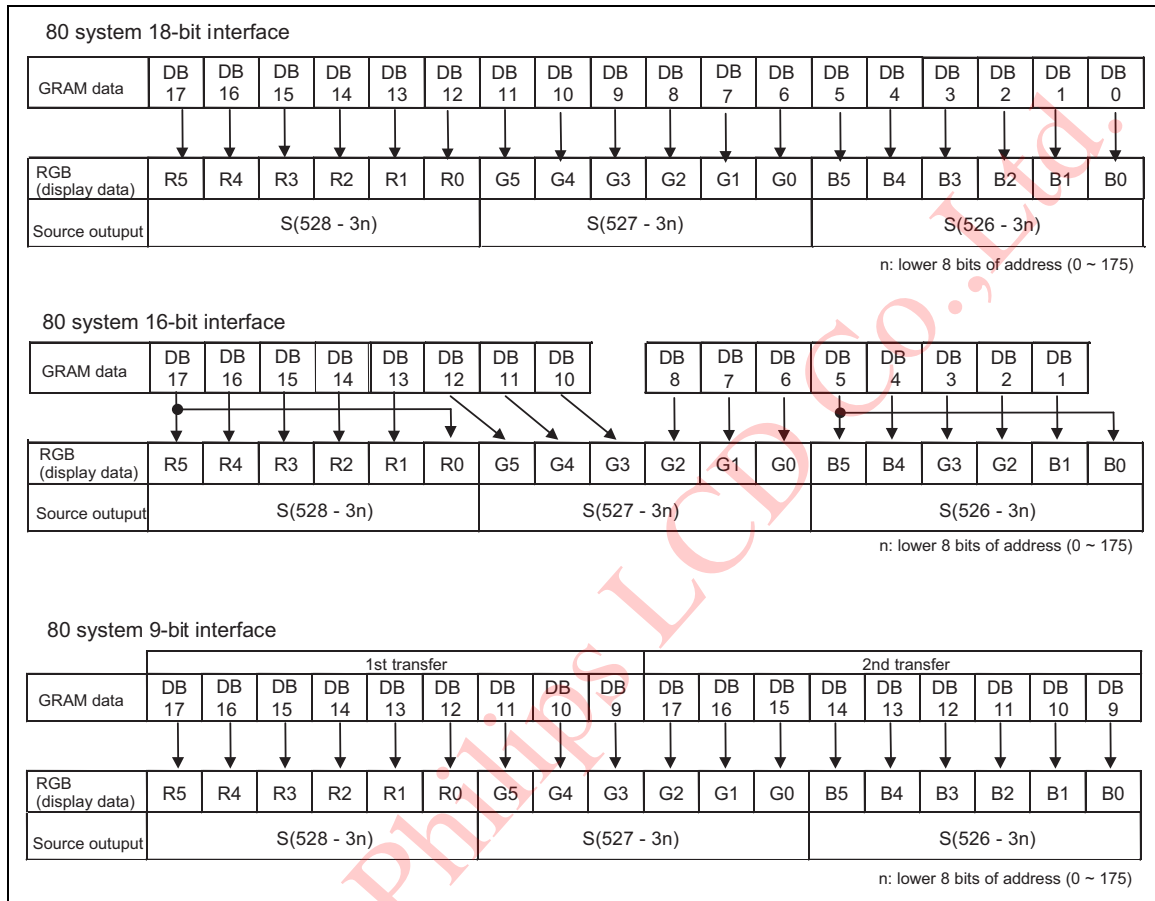 80 system 18-bit interface
GRAM data DB 17 DB 16 DB 15 DB 14 DB 13 DB 12 DB 11 DB 10 DB 9 DB 8 DB 7 DB 6 DB 5 DB 4 DB 3 DB 2 DB 1 DB 0
RGB (display data) R5 R4 R3 R2 R1 R0 G5 G4 G3 G2 G1 G0 B5 B4 B3 B2 B1 B0
Source outuput S(528 - 3n) S(527 - 3n) S(526 - 3n)
n: lower 8 bits of address (0 ~ 175)
80 system 16-bit interface
GRAM data DB 17 DB 16 DB 15 DB 14 DB 13 DB 12 DB 11 DB 10 DB 8 DB 7 DB 6 DB 5 DB 4 DB 3 DB 2 DB 1
RGB (display data) R5 R4 R3 R2 R1 R0 G5 G4 G3 G2 G1 G0 B5 B4 G3 G2 B1 B0
Source outuput S(528 - 3n) S(527 - 3n) S(526 - 3n)
n: lower 8 bits of address (0 ~ 175)
80 system 9-bit interface
1st transfer 2nd transfer
GRAM data DB 17 DB 16 DB 15 DB 14 DB 13 DB 12 DB 11 DB 10 DB 9 DB 17 DB 16 DB 15 DB 14 DB 13 DB 12 DB 11 DB 10 DB 9
RGB (display data) R5 R4 R3 R2 R1 R0 G5 G4 G3 G2 G1 G0 B5 B4 B3 B2 B1 B0
Source outuput S(528 - 3n) S(527 - 3n) S(526 - 3n)
n: lower 8 bits of address (0 ~ 175)
Philips LCD Co.,Ltd.